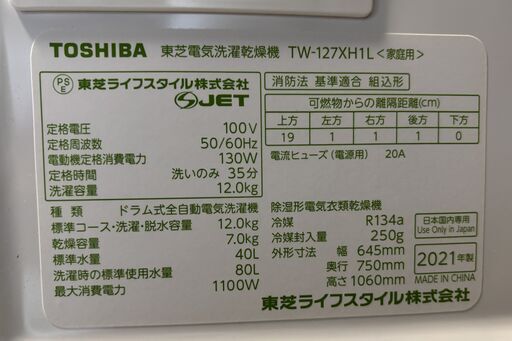 TOSHIBA 東芝電気洗濯乾燥機 TW-127XH1L＜家庭用＞
PS E 東芝ライフスタイル株式会社
JET
定格電圧 100V
定格周波数 50/60Hz
電動機定格消費電力 130W
定格時間 洗いのみ 35分
洗濯容量 12.0kg
消防法 基準適合 組込形
可燃物からの離隔距離(cm)
上方 左方 右方 後方 下方
19 1 1 1 0
電流ヒューズ(電源用) 20A
種類 ドラム式全自動電気洗濯機
標準コース・洗濯・脱水容量 12.0kg
乾燥容量 7.0kg
標準水量 40L
洗濯時の標準使用水量 80L
最大消費電力 1100W
除湿形電気衣類乾燥機
冷媒 R134a
冷媒封入量 250g
外形寸法 幅 645mm
奥行 750mm
高さ 1060mm
日本国内専用
Use Only in Japan
2021年製
MADE IN CHINA
東芝ライフスタイル株式会社